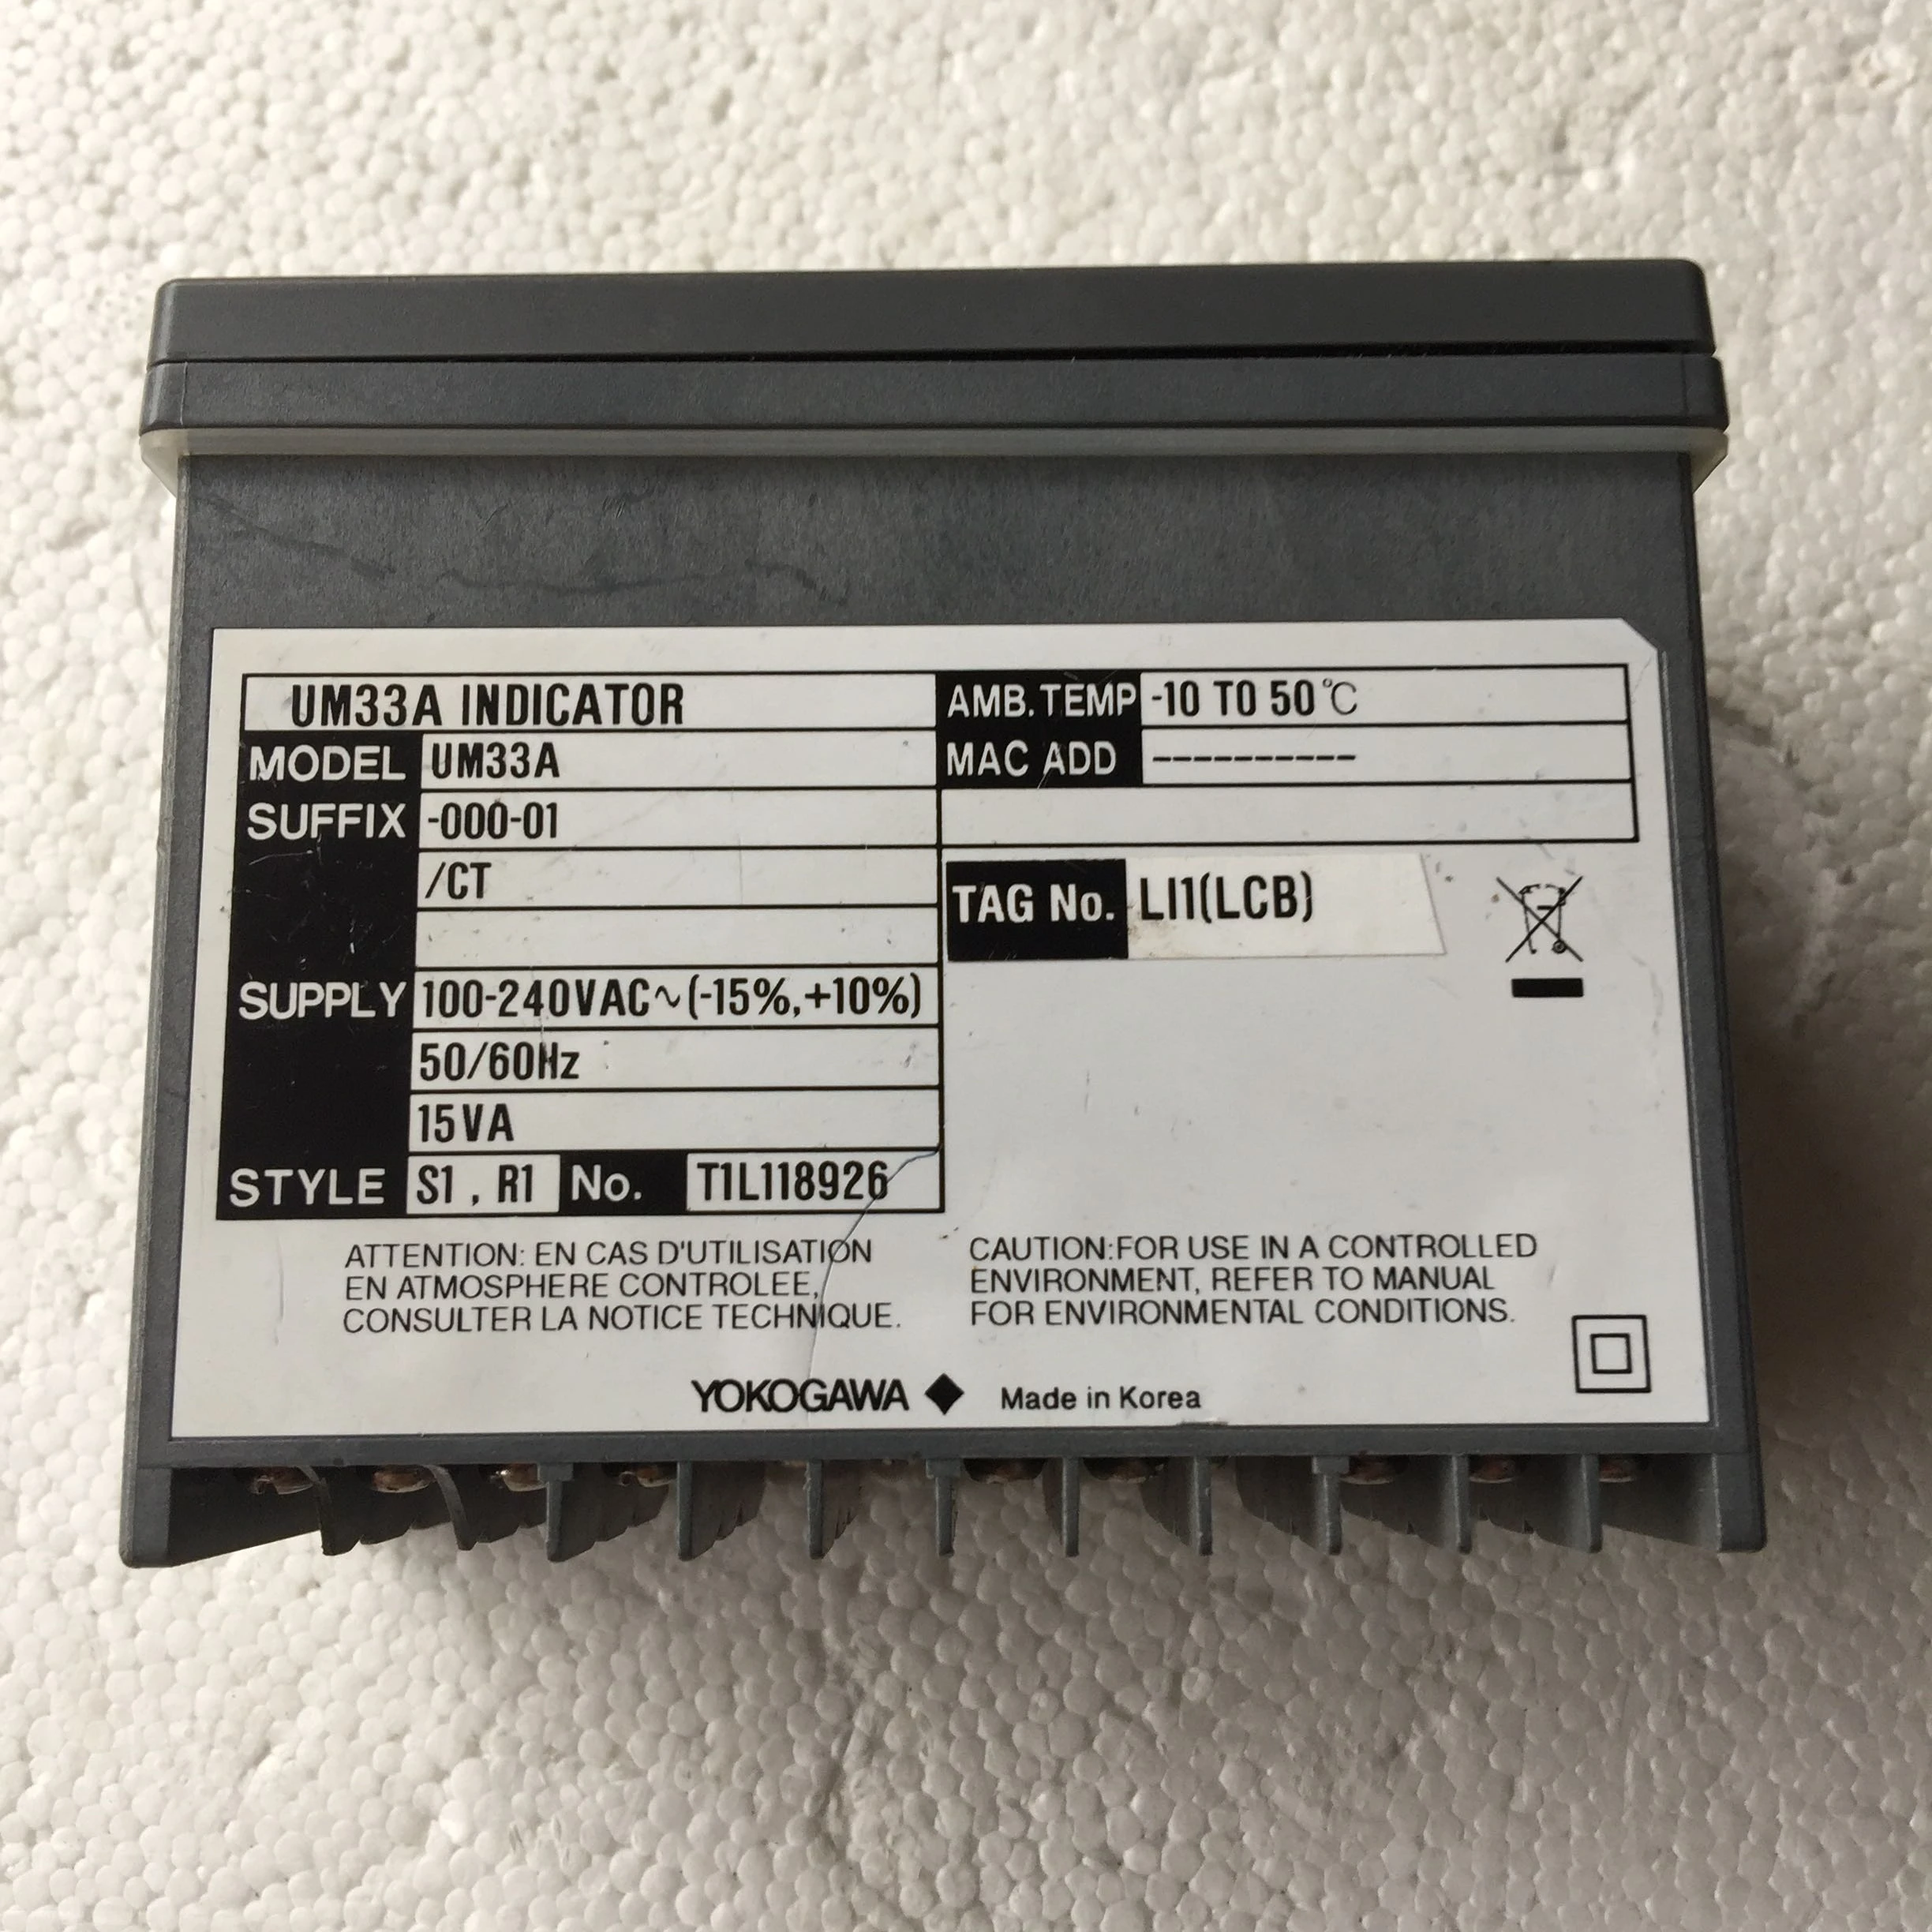 UM33A INDICATOR
MODEL UM33A
SUFFIX -000-01
/CT
SUPPLY 100-240VAC~(-15%,+10%)
50/60Hz
15VA
STYLE S1 , R1 No. T1L118926
AMB.TEMP -10 TO 50℃
MAC ADD ----------
TAG No. LI1(LCB)
ATTENTION: EN CAS D'UTILISATION
EN ATMOSPHERE CONTROLEE,
CONSULTER LA NOTICE TECHNIQUE.
CAUTION:FOR USE IN A CONTROLLED
ENVIRONMENT, REFER TO MANUAL
FOR ENVIRONMENTAL CONDITIONS.
YOKOGAWA ◆ Made in Korea